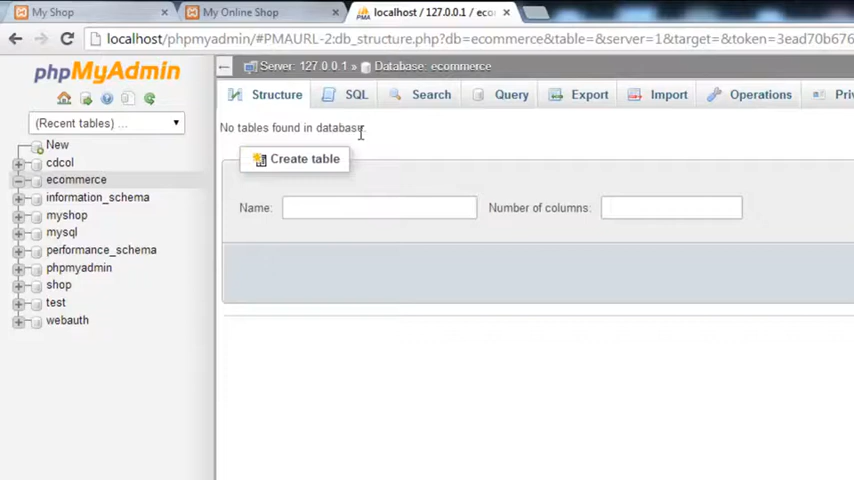 My Shop
My Online Shop
localhost / 127.0.0.1 / eco
localhost/phpmyadmin/#PMAURL-2:db_structure.php?db=ecommerce&table=&server=1&target=&token=3ead70b676
phpMyAdmin
(Recent tables) ...
New
cdcol
ecommerce
information_schema
myshop
mysql
performance_schema
phpmyadmin
shop
test
webauth
Server: 127.0.0.1 » Database: ecommerce
Structure SQL Search Query Export Import Operations Priv
No tables found in database.
Create table
Name: Number of columns: